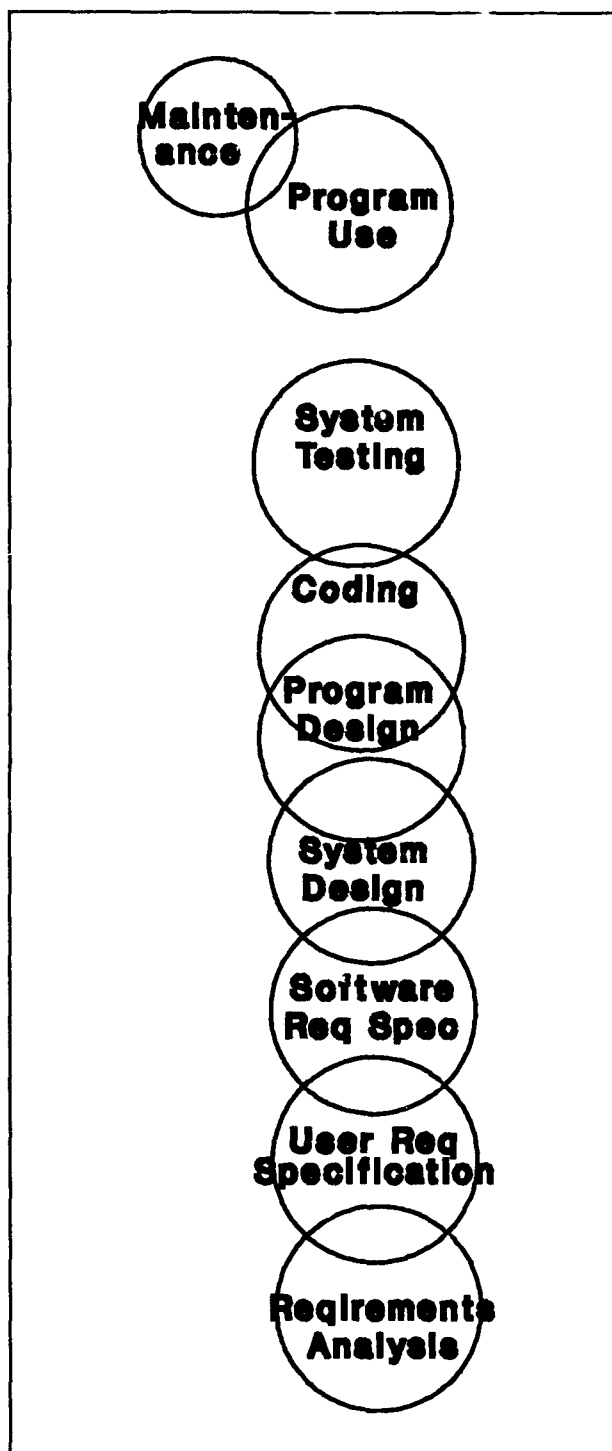 Mainten-
ance
Program
Use
System
Testing
Coding
Program
Design
System
Design
Software
Req Spec
User Req
Specification
Reqirements
Analysis